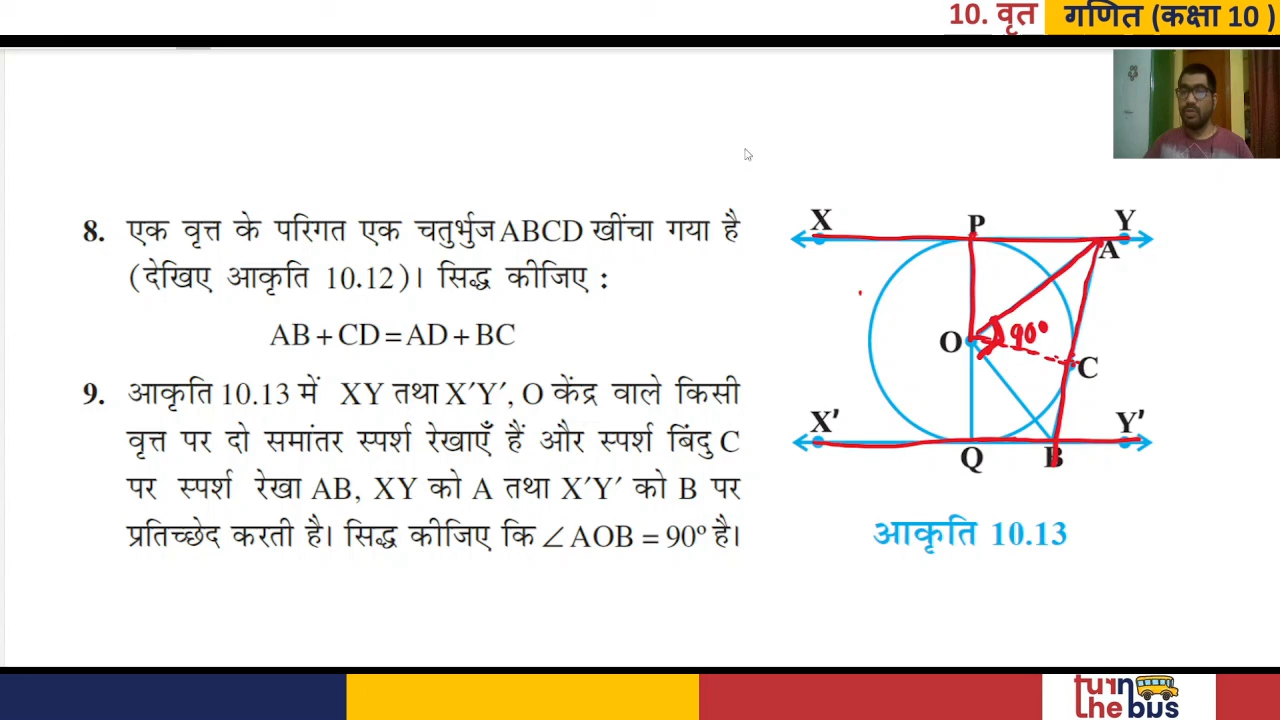 10. वृत गणित (कक्षा 10 )
8. एक वृत्त के परिगत एक चतुर्भुज ABCD खींचा गया है
(देखिए आकृति 10.12)। सिद्ध कीजिए :
AB + CD = AD + BC
9. आकृति 10.13 में XY तथा X′Y′, O केंद्र वाले किसी
वृत्त पर दो समांतर स्पर्श रेखाएँ हैं और स्पर्श बिंदु C
पर स्पर्श रेखा AB, XY को A तथा X′Y′ को B पर
प्रतिच्छेद करती है। सिद्ध कीजिए कि ∠ AOB = 90º है।
X P Y
A
O 90°
C
X′ Y′
Q B
आकृति 10.13
turn
the bus